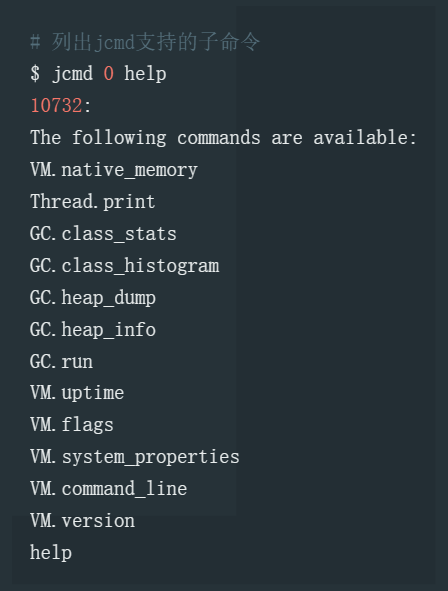 # 列出jcmd支持的子命令
$ jcmd 0 help
10732:
The following commands are available:
VM.native_memory
Thread.print
GC.class_stats
GC.class_histogram
GC.heap_dump
GC.heap_info
GC.run
VM.uptime
VM.flags
VM.system_properties
VM.command_line
VM.version
help